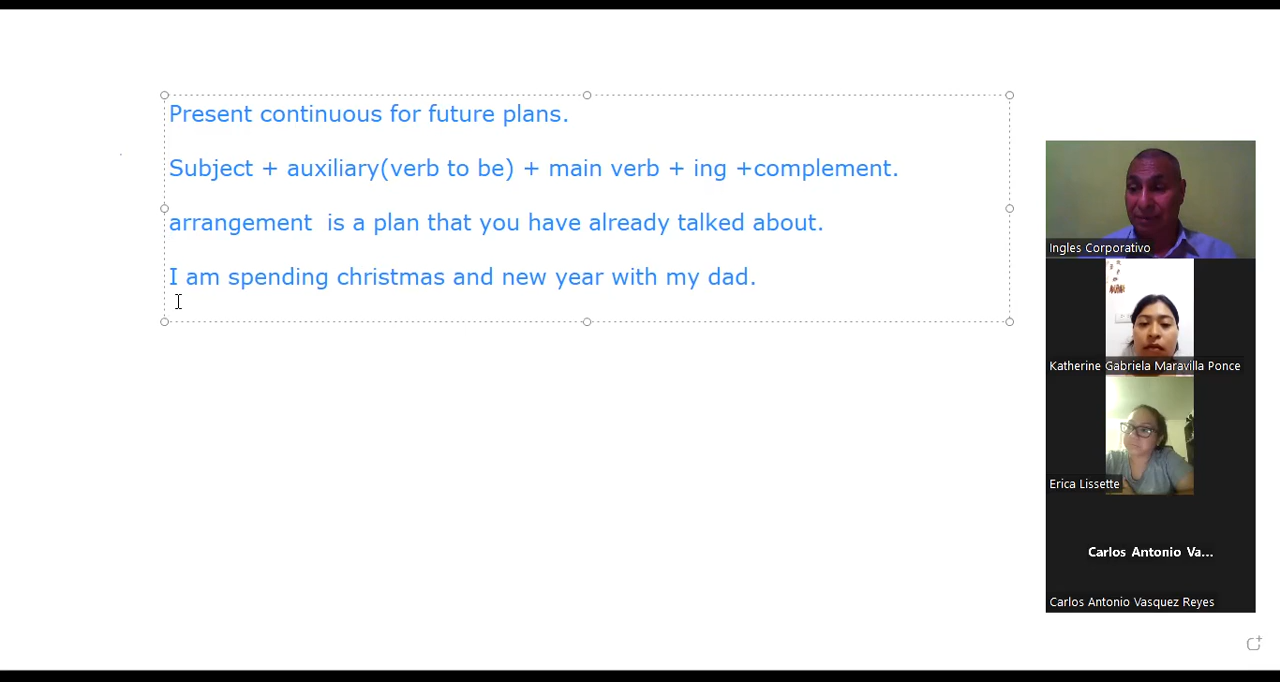 Present continuous for future plans.
Subject + auxiliary(verb to be) + main verb + ing +complement.
arrangement  is a plan that you have already talked about.
I am spending christmas and new year with my dad.
Ingles Corporativo
Katherine Gabriela Maravilla Ponce
Erica Lissette
Carlos Antonio Va...
Carlos Antonio Vasquez Reyes